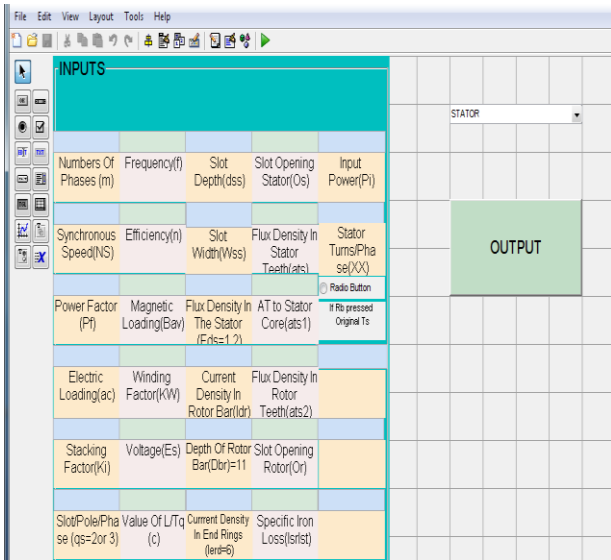 File Edit View Layout Tools Help
INPUTS
STATOR
Numbers Of
Phases (m)
Frequency(f)
Slot
Depth(dss)
Slot Opening
Stator(Os)
Input
Power(Pi)
Synchronous
Speed(NS)
Efficiency(n)
Slot
Width(Wss)
Flux Density In
Stator
Teeth(ats)
Stator
Turns/Pha
se(XX)
OUTPUT
Radio Button
Power Factor
(Pf)
Magnetic
Loading(Bav)
Flux Density In
The Stator
(Fds=1.2)
AT to Stator
Core(ats1)
If Rb pressed
Original Ts
Electric
Loading(ac)
Winding
Factor(KW)
Current
Density In
Rotor Bar(Idr)
Flux Density In
Rotor
Teeth(ats2)
Stacking
Factor(Ki)
Voltage(Es)
Depth Of Rotor
Bar(Dbr)=11
Slot Opening
Rotor(Or)
Slot/Pole/Pha
se (qs=2or 3)
Value Of L/Tq
(c)
Current Density
In End Rings
(Ierd=6)
Specific Iron
Loss(Isrlst)